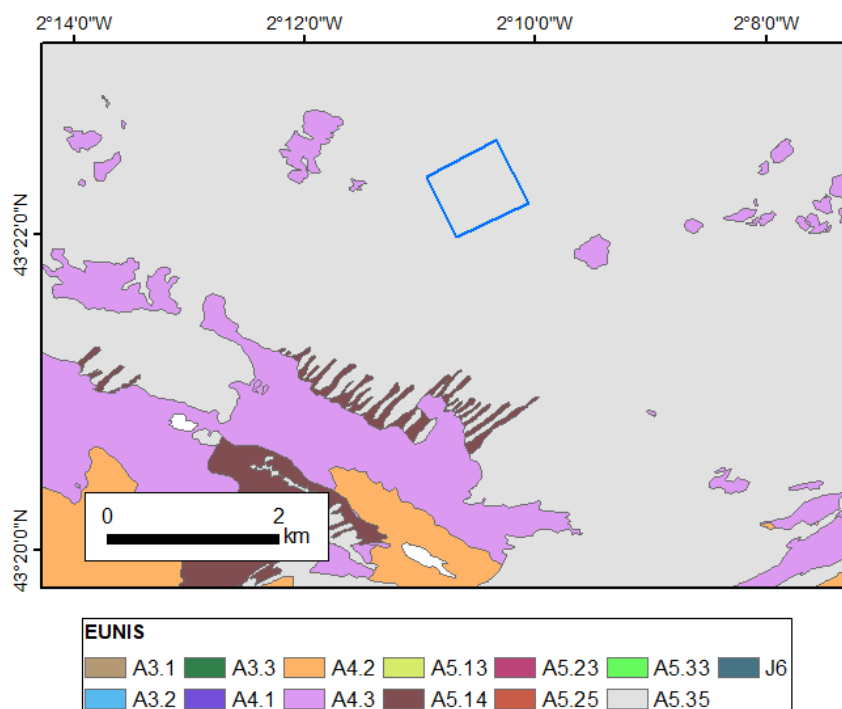 2°14'0"W 2°12'0"W 2°10'0"W 2°8'0"W
43°22'0"N
43°20'0"N
0 2
km
EUNIS
A3.1 A3.3 A4.2 A5.13 A5.23 A5.33 J6
A3.2 A4.1 A4.3 A5.14 A5.25 A5.35